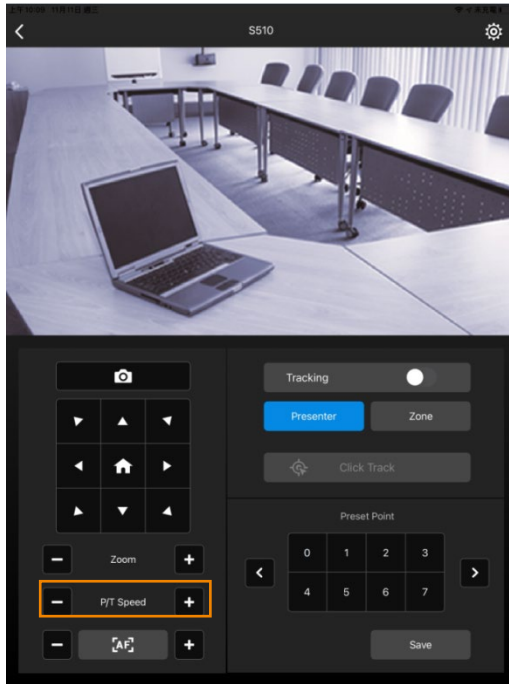 S510
Tracking
Presenter
Zone
Click Track
Zoom
P/T Speed
[AF]
Preset Point
0 1 2 3
4 5 6 7
Save